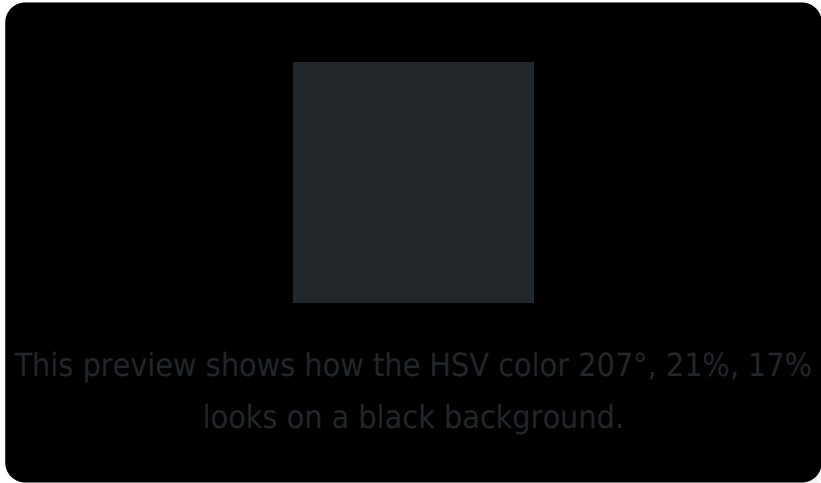 This preview shows how the HSV color 207°, 21%, 17%
looks on a black background.